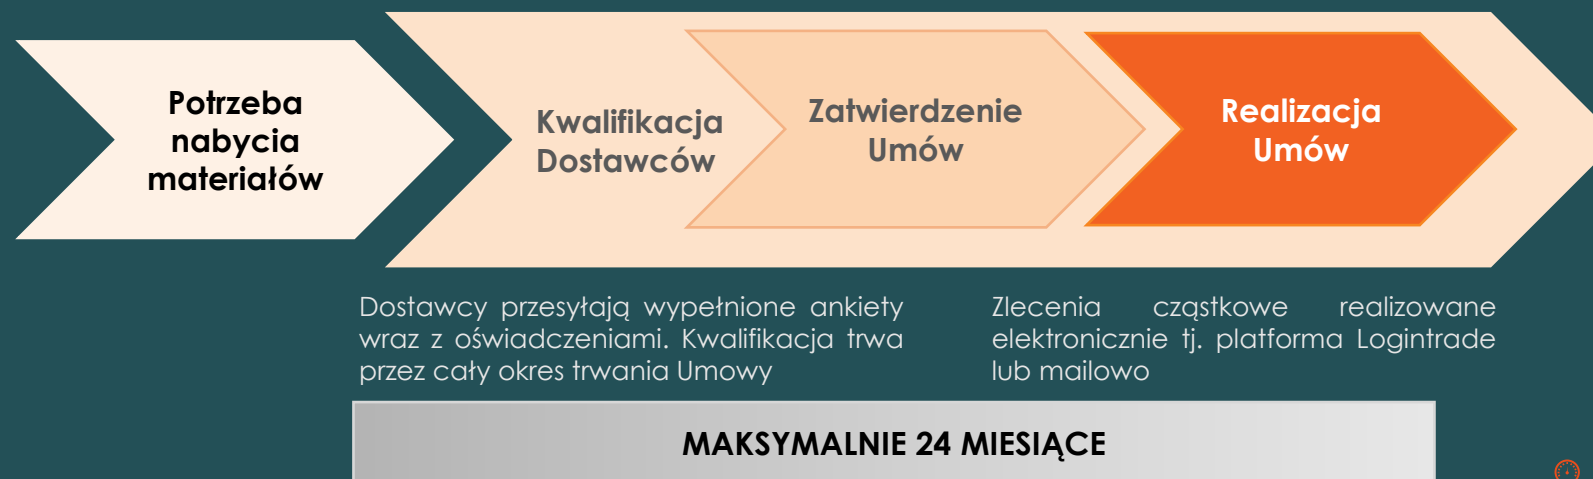 Potrzeba
nabycia
materiałów
Kwalifikacja
Dostawców
Zatwierdzenie
Umów
Realizacja
Umów
Dostawcy przesyłają wypełnione ankiety
wraz z oświadczeniami. Kwalifikacja trwa
przez cały okres trwania Umowy
Zlecenia cząstkowe realizowane
elektronicznie tj. platforma Logintrade
lub mailowo
MAKSYMALNIE 24 MIESIĄCE